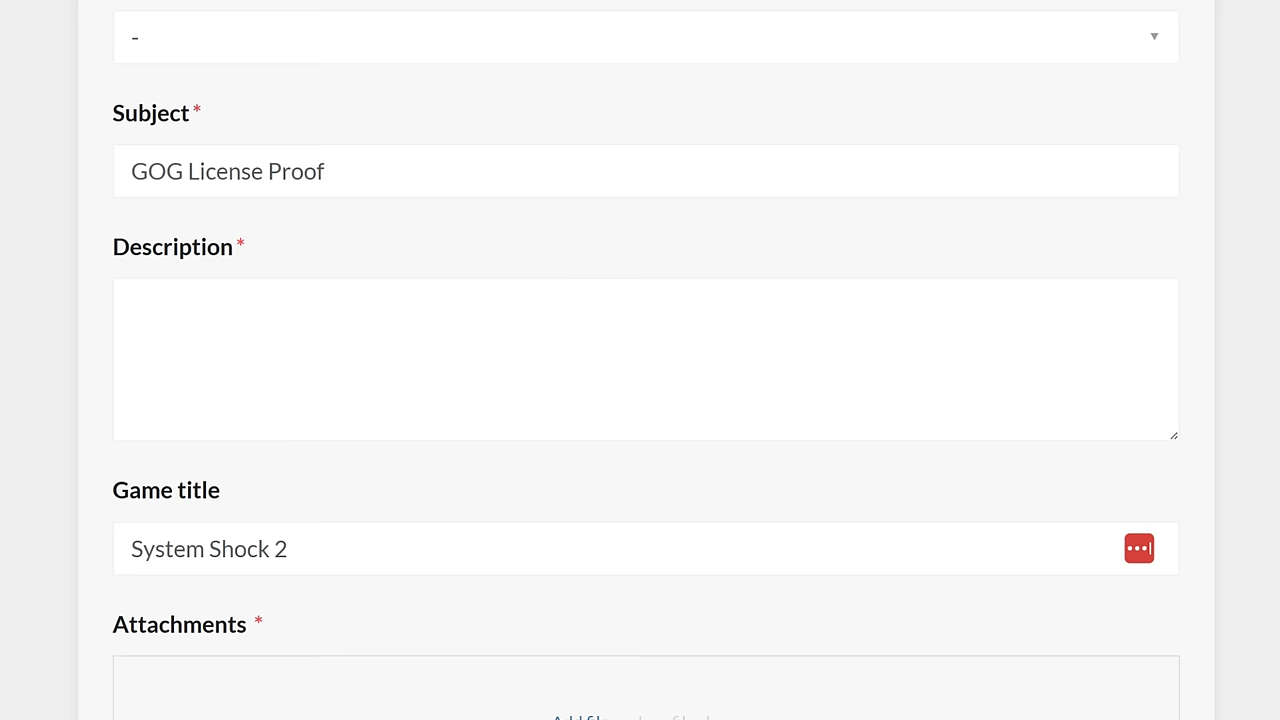 -
Subject*
GOG License Proof
Description*
Game title
System Shock 2
Attachments *